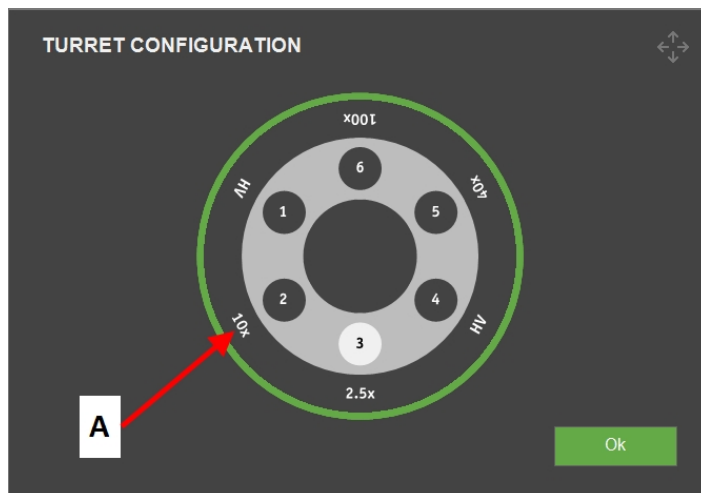 TURRET CONFIGURATION
100x
HV
40x
6
1
5
2
4
10x
HV
3
2.5x
A
Ok